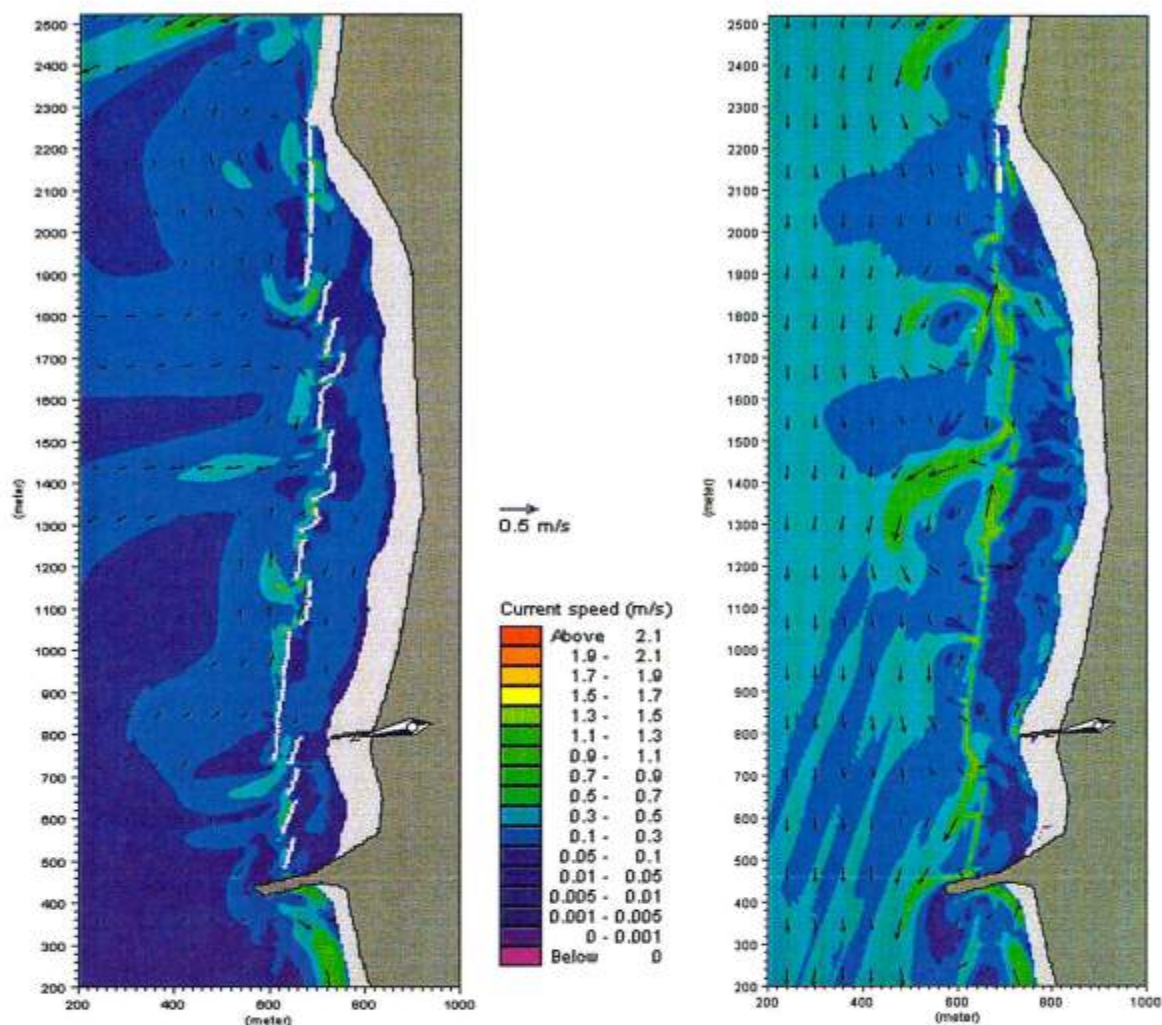 2500
2400
2300
2200
2100
2000
1900
1800
1700
1600
1500
1400
1300
1200
1100
1000
900
800
700
600
500
400
300
200
(meter)
200
400
600
800
1000
(meter)
0.5 m/s
Current speed (m/s)
Above 2.1
1.9 - 2.1
1.7 - 1.9
1.5 - 1.7
1.3 - 1.5
1.1 - 1.3
0.9 - 1.1
0.7 - 0.9
0.5 - 0.7
0.3 - 0.5
0.1 - 0.3
0.05 - 0.1
0.01 - 0.05
0.005 - 0.01
0.001 - 0.005
0 - 0.001
Below 0
2500
2400
2300
2200
2100
2000
1900
1800
1700
1600
1500
1400
1300
1200
1100
1000
900
800
700
600
500
400
300
200
(meter)
200
400
600
800
1000
(meter)